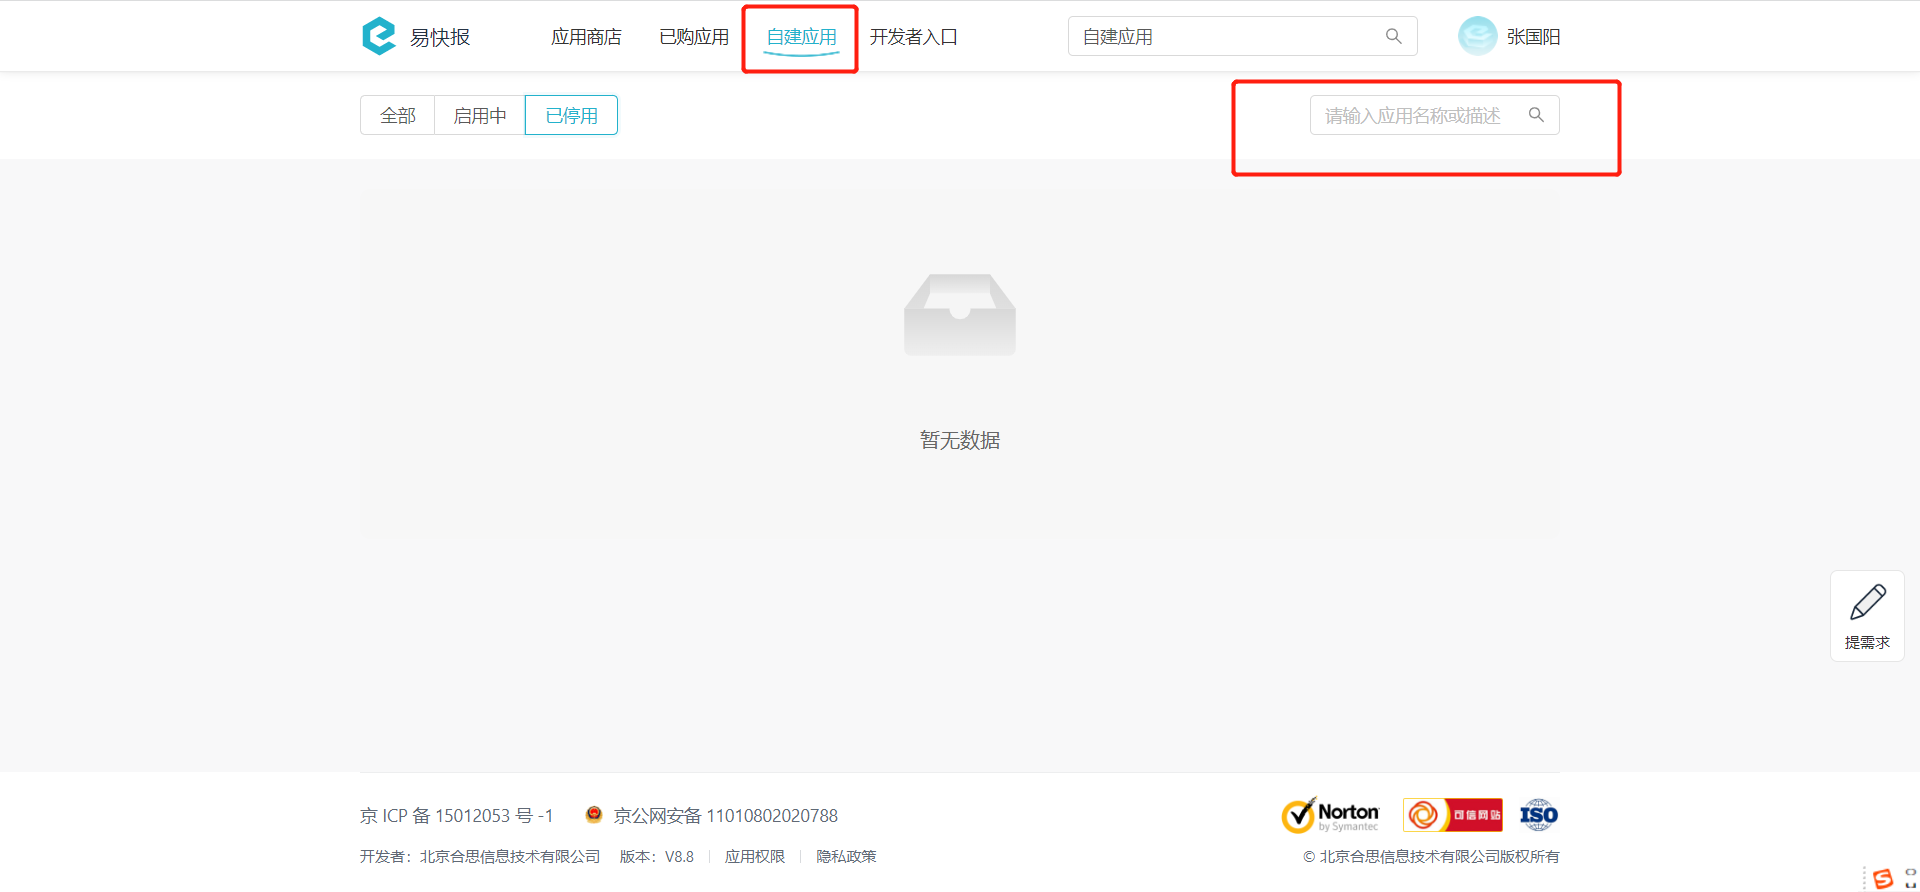 易快报 应用商店 已购应用 自建应用 开发者入口 自建应用 张国阳
全部 启用中 已停用 请输入应用名称或描述
暂无数据
提需求
京 ICP 备 15012053 号 -1 京公网安备 11010802020788
Norton
by Symantec
可信网站
ISO
开发者：北京合思信息技术有限公司 版本：V8.8 应用权限 隐私政策 © 北京合思信息技术有限公司版权所有